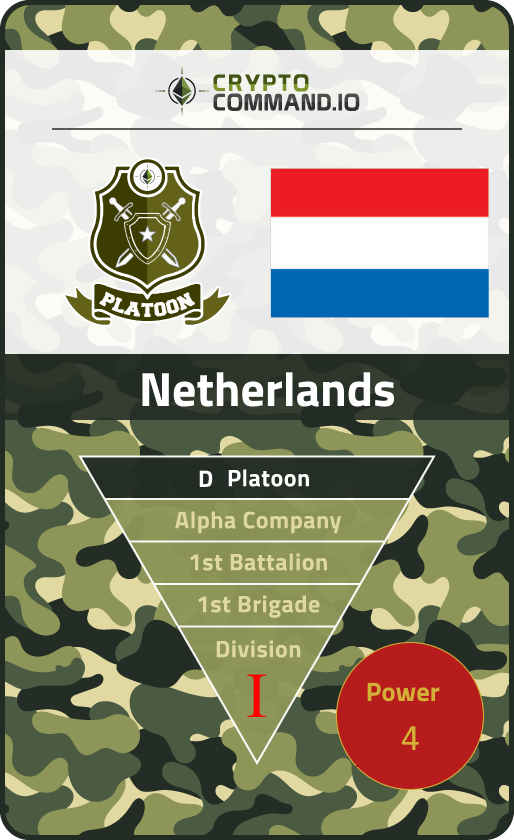 CRYPTO
COMMAND.IO
PLATOON
Netherlands
D Platoon
Alpha Company
1st Battalion
1st Brigade
Division
I
Power
4